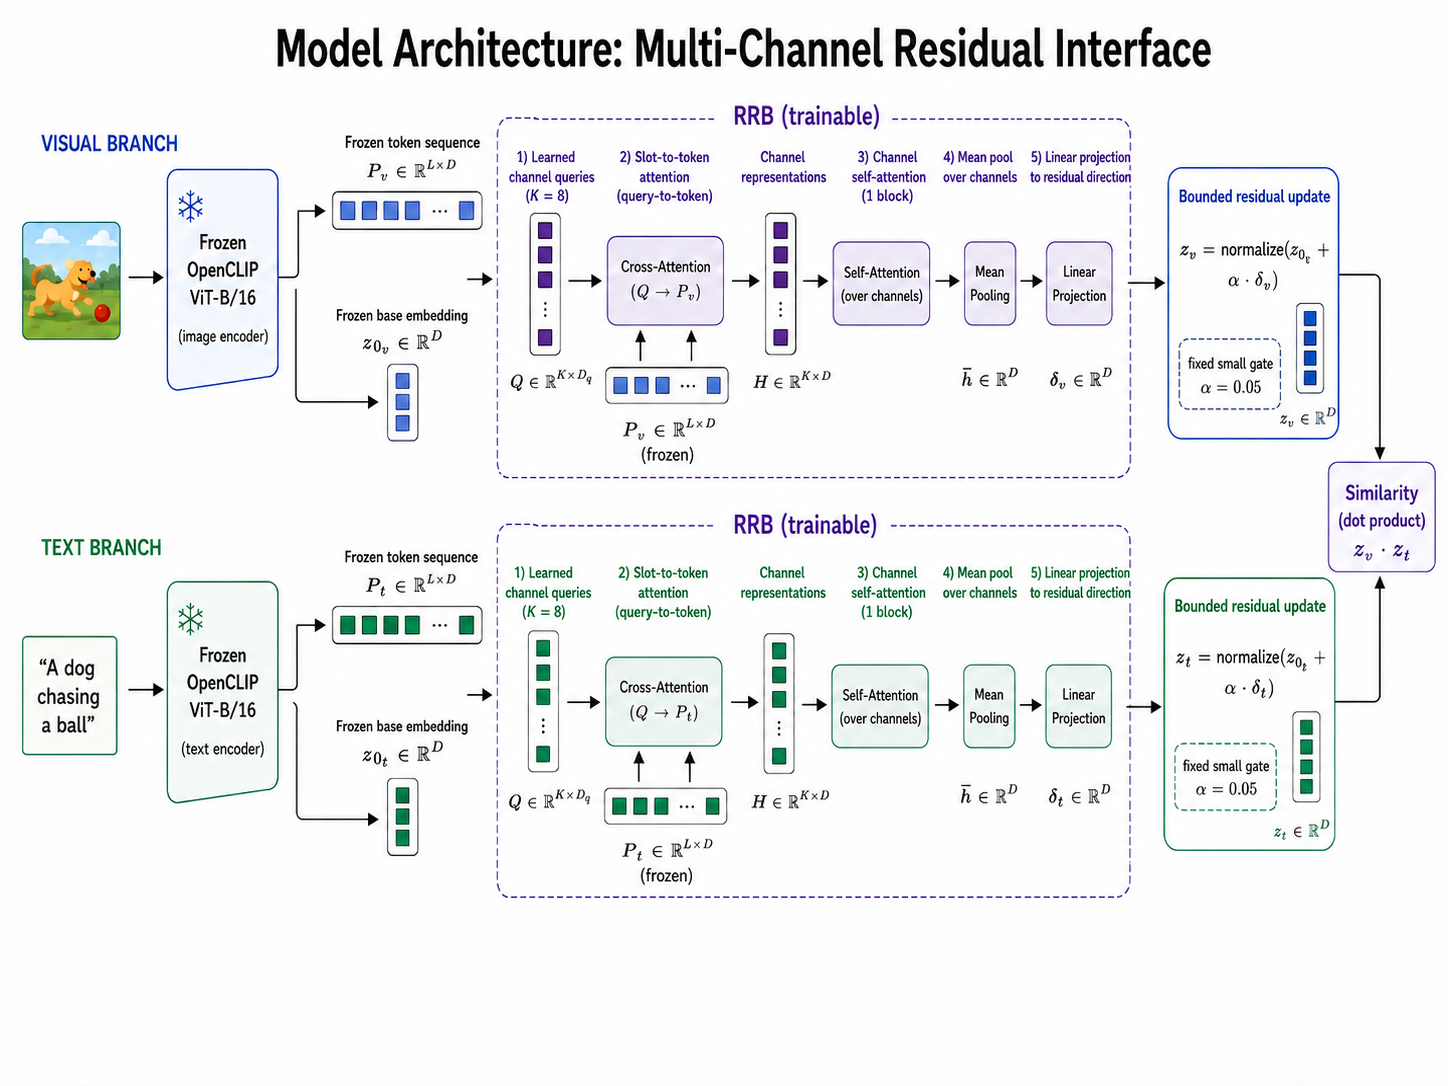 Model Architecture: Multi-Channel Residual Interface
VISUAL BRANCH
Frozen
OpenCLIP
ViT-B/16
(image encoder)
Frozen token sequence
P_v ∈ ℝ^{L×D}
...
Frozen base embedding
z_{0_v} ∈ ℝ^D
RRB (trainable)
1) Learned
channel queries
(K = 8)
⋮
Q ∈ ℝ^{K×D_q}
2) Slot-to-token
attention
(query-to-token)
Cross-Attention
(Q → P_v)
...
P_v ∈ ℝ^{L×D}
(frozen)
Channel
representations
⋮
H ∈ ℝ^{K×D}
3) Channel
self-attention
(1 block)
Self-Attention
(over channels)
4) Mean pool
over channels
Mean
Pooling
h̄ ∈ ℝ^D
5) Linear projection
to residual direction
Linear
Projection
δ_v ∈ ℝ^D
Bounded residual update
z_v = normalize(z_{0_v} +
α · δ_v)
fixed small gate
α = 0.05
z_v ∈ ℝ^D
Similarity
(dot product)
z_v · z_t
TEXT BRANCH
“A dog
chasing
a ball”
Frozen
OpenCLIP
ViT-B/16
(text encoder)
Frozen token sequence
P_t ∈ ℝ^{L×D}
...
Frozen base embedding
z_{0_t} ∈ ℝ^D
RRB (trainable)
1) Learned
channel queries
(K = 8)
⋮
Q ∈ ℝ^{K×D_q}
2) Slot-to-token
attention
(query-to-token)
Cross-Attention
(Q → P_t)
...
P_t ∈ ℝ^{L×D}
(frozen)
Channel
representations
⋮
H ∈ ℝ^{K×D}
3) Channel
self-attention
(1 block)
Self-Attention
(over channels)
4) Mean pool
over channels
Mean
Pooling
h̄ ∈ ℝ^D
5) Linear projection
to residual direction
Linear
Projection
δ_t ∈ ℝ^D
Bounded residual update
z_t = normalize(z_{0_t} +
α · δ_t)
fixed small gate
α = 0.05
z_t ∈ ℝ^D